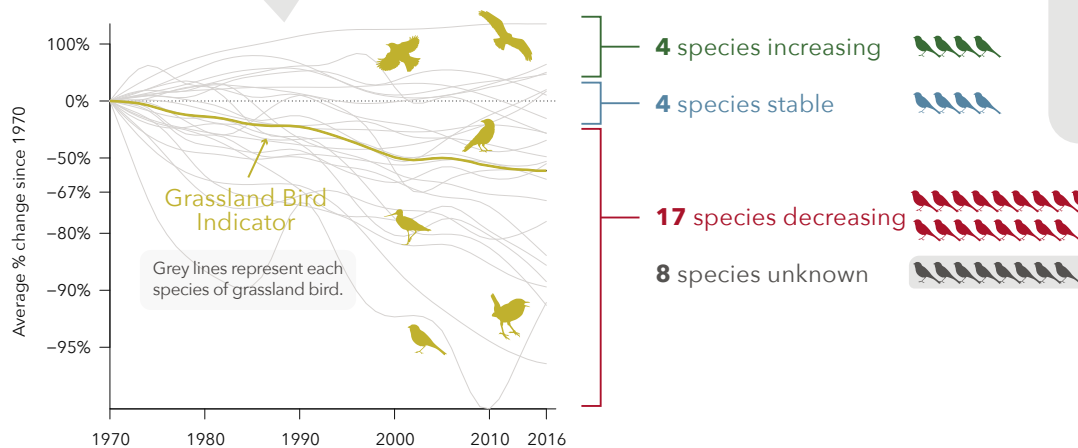 Average % change since 1970
100%
0%
−50%
−67%
−80%
−90%
−95%
1970
1980
1990
2000
2010
2016
Grassland Bird
Indicator
Grey lines represent each
species of grassland bird.
4 species increasing
4 species stable
17 species decreasing
8 species unknown